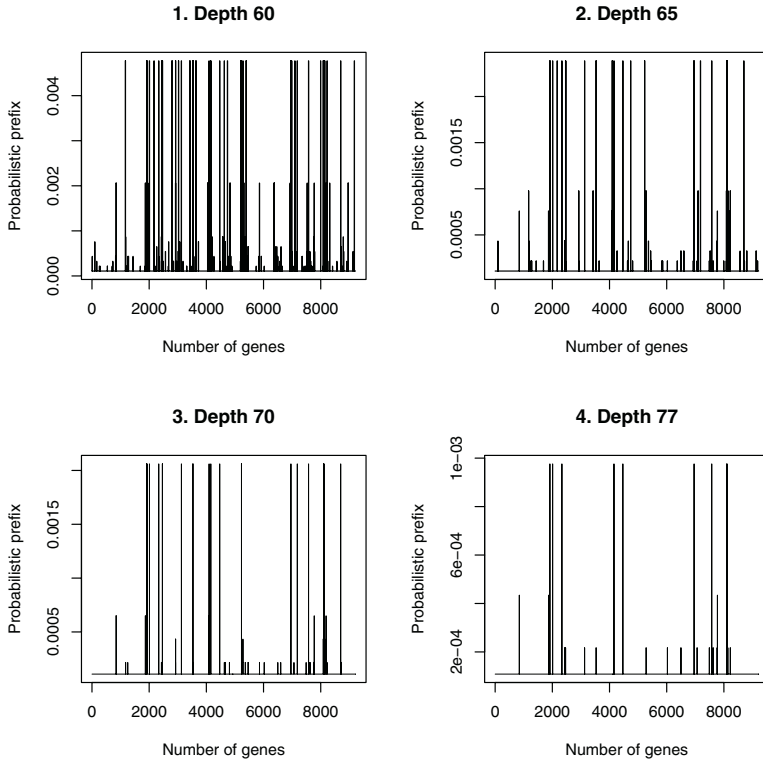 1. Depth 60
Probabilistic prefix
0.004
0.002
0.000
0 2000 4000 6000 8000
Number of genes
2. Depth 65
Probabilistic prefix
0.0015
0.0005
0 2000 4000 6000 8000
Number of genes
3. Depth 70
Probabilistic prefix
0.0015
0.0005
0 2000 4000 6000 8000
Number of genes
4. Depth 77
Probabilistic prefix
1e−03
6e−04
2e−04
0 2000 4000 6000 8000
Number of genes